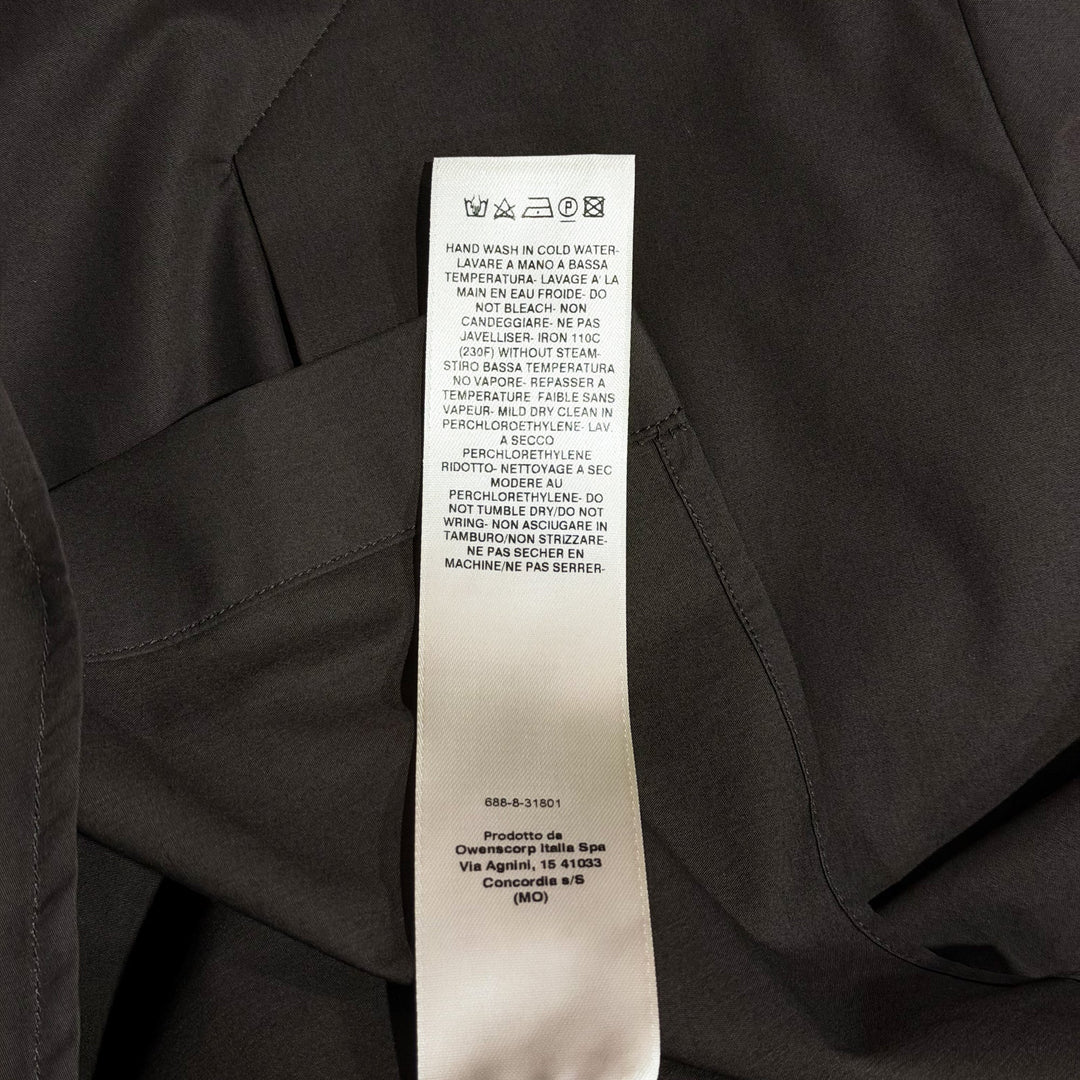 HAND WASH IN COLD WATER-
LAVARE A MANO A BASSA
TEMPERATURA- LAVAGE A' LA
MAIN EN EAU FROIDE- DO
NOT BLEACH- NON
CANDEGGIARE- NE PAS
JAVELLISER- IRON 110C
(230F) WITHOUT STEAM-
STIRO BASSA TEMPERATURA
NO VAPORE- REPASSER A
TEMPERATURE FAIBLE SANS
VAPEUR- MILD DRY CLEAN IN
PERCHLOROETHYLENE- LAV.
A SECCO
PERCHLORETHYLENE
RIDOTTO- NETTOYAGE A SEC
MODERE AU
PERCHLORETHYLENE- DO
NOT TUMBLE DRY/DO NOT
WRING- NON ASCIUGARE IN
TAMBURO/NON STRIZZARE-
NE PAS SECHER EN
MACHINE/NE PAS SERRER-
688-8-31801
Prodotto da
Owenscorp Italia Spa
Via Agnini, 15 41033
Concordia s/S
(MO)